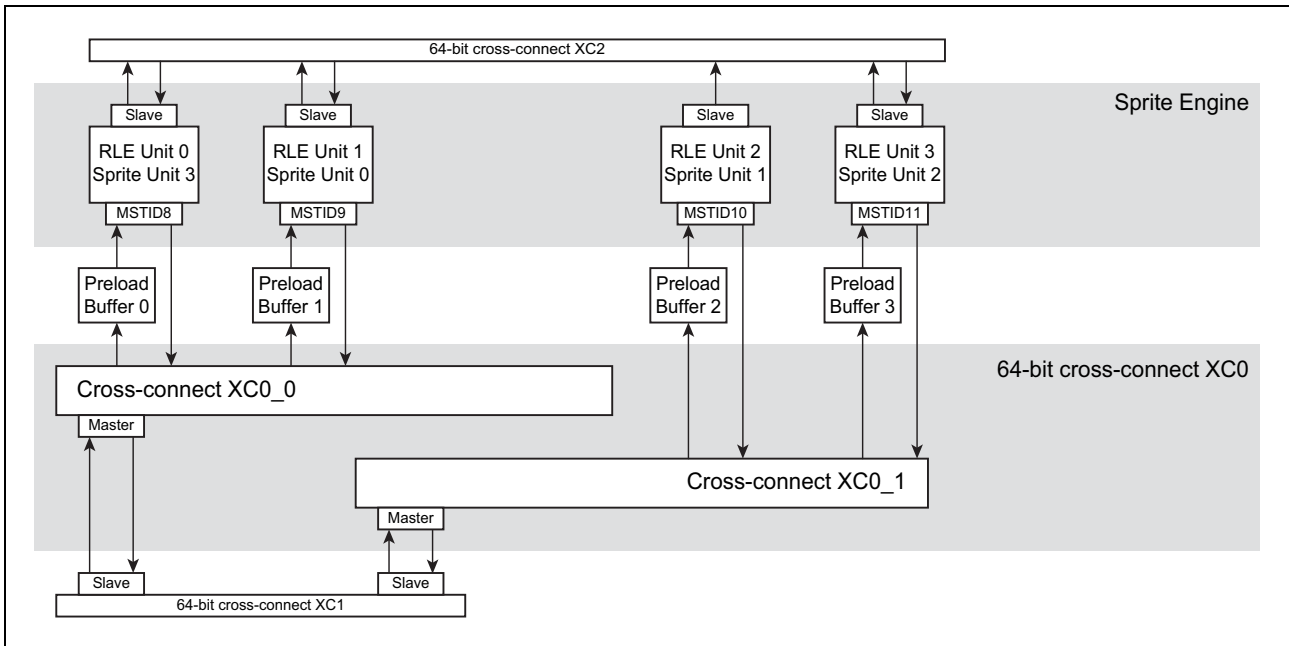 64-bit cross-connect XC2
Sprite Engine
Slave
Slave
Slave
Slave
RLE Unit 0
Sprite Unit 3
RLE Unit 1
Sprite Unit 0
RLE Unit 2
Sprite Unit 1
RLE Unit 3
Sprite Unit 2
MSTID8
MSTID9
MSTID10
MSTID11
Preload
Buffer 0
Preload
Buffer 1
Preload
Buffer 2
Preload
Buffer 3
64-bit cross-connect XC0
Cross-connect XC0_0
Master
Cross-connect XC0_1
Master
Slave
Slave
64-bit cross-connect XC1